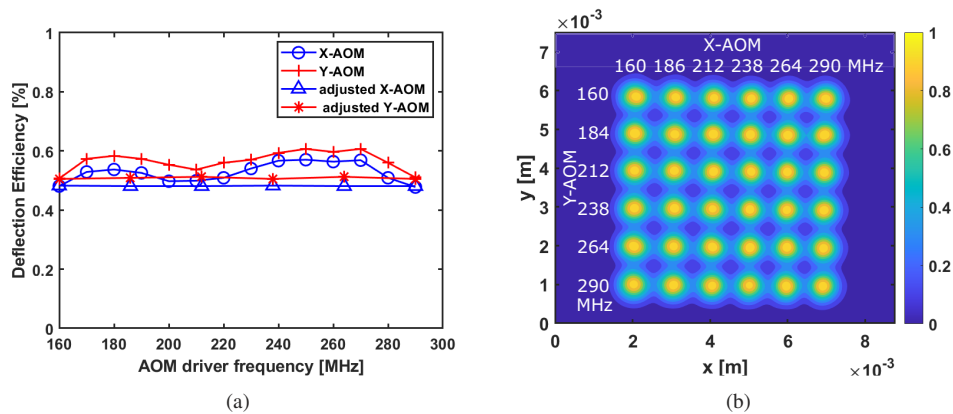 1
0.8
0.6
0.4
0.2
0
Deflection Efficiency [%]
X-AOM
Y-AOM
adjusted X-AOM
adjusted Y-AOM
160 180 200 220 240 260 280 300
AOM driver frequency [MHz]
(a)
×10⁻³
7
6
5
4
3
2
1
0
y [m]
X-AOM
160 186 212 238 264 290 MHz
160
184
212
238
264
290
MHz
Y-AOM
0 2 4 6 8
x [m]
×10⁻³
1
0.8
0.6
0.4
0.2
0
(b)